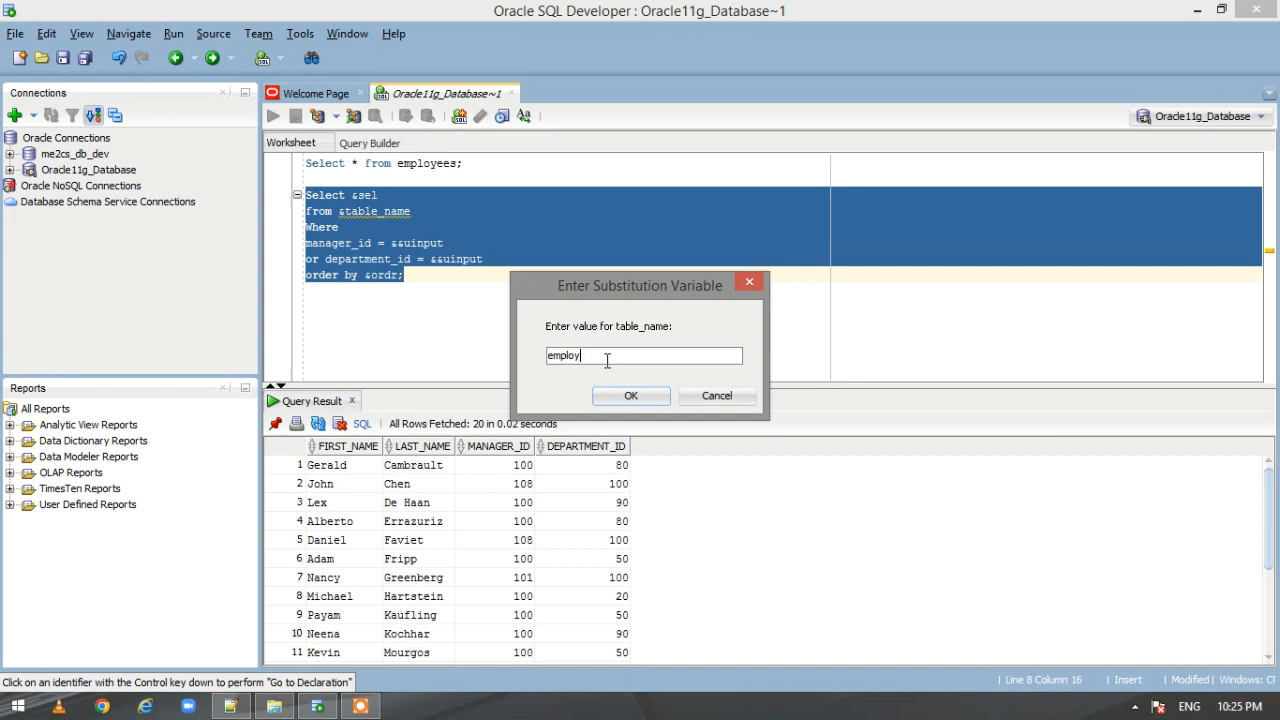 Oracle SQL Developer : Oracle11g_Database~1
File Edit View Navigate Run Source Team Tools Window Help
Connections
Oracle Connections
me2cs_db_dev
Oracle11g_Database
Oracle NoSQL Connections
Database Schema Service Connections
Reports
All Reports
Analytic View Reports
Data Dictionary Reports
Data Modeler Reports
OLAP Reports
TimesTen Reports
User Defined Reports
Welcome Page Oracle11g_Database~1
Oracle11g_Database
Worksheet Query Builder
Select * from employees;
Select &sel
from &table_name
Where
manager_id = &&uinput
or department_id = &&uinput
order by &ordr;
Enter Substitution Variable
Enter value for table_name:
employ
OK Cancel
Query Result
SQL All Rows Fetched: 20 in 0.02 seconds
FIRST_NAME LAST_NAME MANAGER_ID DEPARTMENT_ID
1 Gerald Cambrault 100 80
2 John Chen 108 100
3 Lex De Haan 100 90
4 Alberto Errazuriz 100 80
5 Daniel Faviet 108 100
6 Adam Fripp 100 50
7 Nancy Greenberg 101 100
8 Michael Hartstein 100 20
9 Payam Kaufling 100 50
10 Neena Kochhar 100 90
11 Kevin Mourgos 100 50
Click on an identifier with the Control key down to perform "Go to Declaration"
Line 8 Column 16 Insert Modified Windows: CF
ENG 10:25 PM